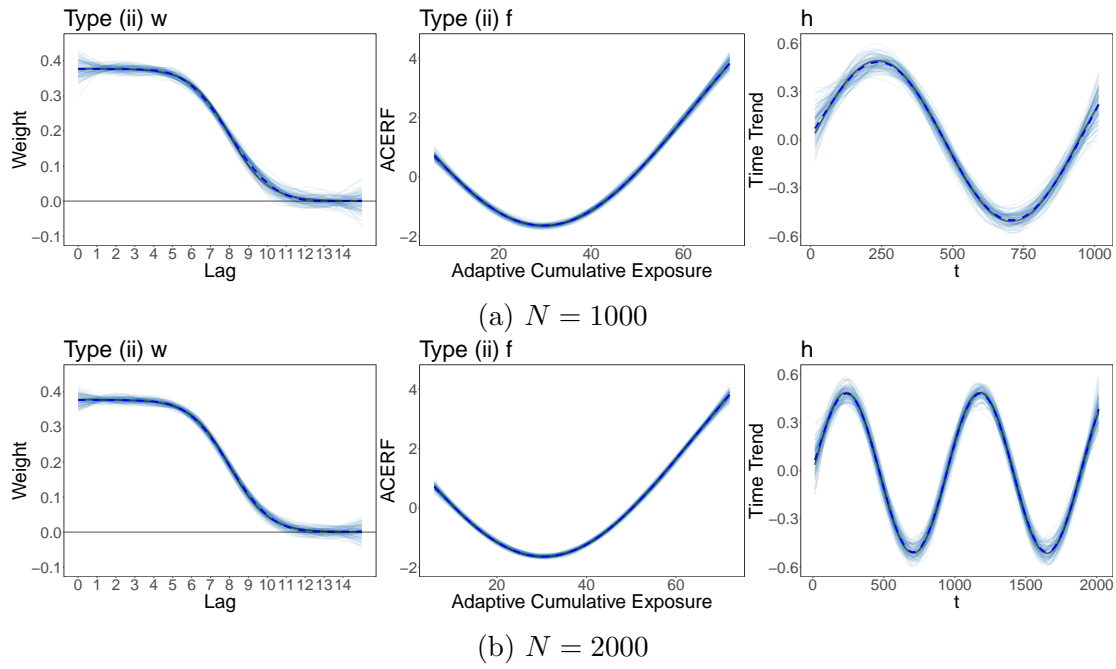 Type (ii) w
Type (ii) f
h
Weight
0.4
0.3
0.2
0.1
0.0
−0.1
0 1 2 3 4 5 6 7 8 9 10 11 12 13 14
Lag
ACERF
4
2
0
−2
20 40 60
Adaptive Cumulative Exposure
Time Trend
0.6
0.3
0.0
−0.3
−0.6
0 250 500 750 1000
t
(a) N = 1000
Type (ii) w
Type (ii) f
h
Weight
0.4
0.3
0.2
0.1
0.0
−0.1
0 1 2 3 4 5 6 7 8 9 10 11 12 13 14
Lag
ACERF
4
2
0
−2
20 40 60
Adaptive Cumulative Exposure
Time Trend
0.6
0.3
0.0
−0.3
−0.6
0 500 1000 1500 2000
t
(b) N = 2000